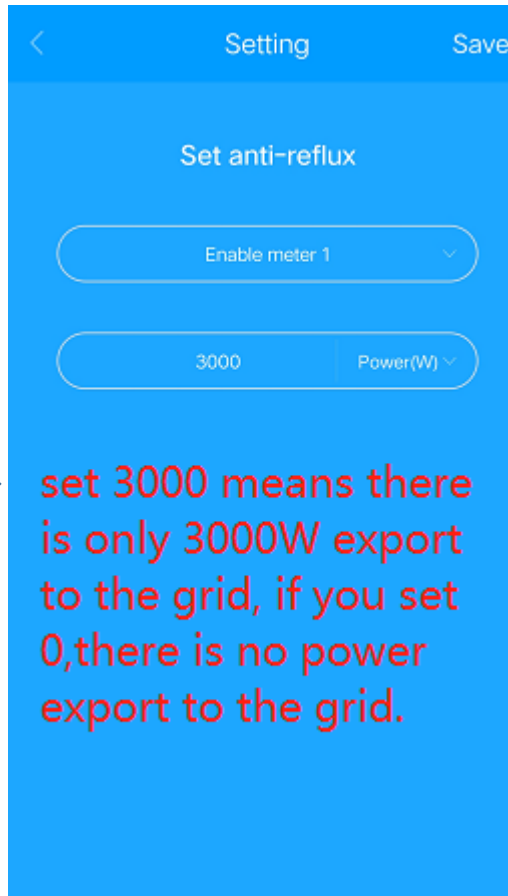 Setting Save
Set anti-reflux
Enable meter 1
3000 Power(W)
set 3000 means there
is only 3000W export
to the grid, if you set
0,there is no power
export to the grid.